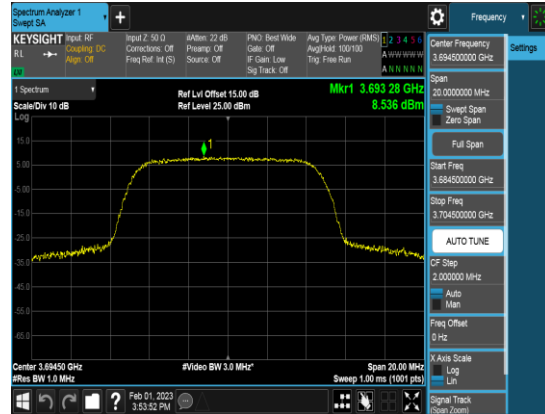 Spectrum Analyzer 1
Swept SA
+
Frequency
KEYSIGHT
RL
Input: RF
Coupling: DC
Align: Off
Input Z: 50 Ω
Corrections: Off
Freq Ref: Int (S)
#Atten: 22 dB
Preamp: Off
Source: Off
PNO: Best Wide
Gate: Off
IF Gain: Low
Sig Track: Off
Avg Type: Power (RMS)
Avg|Hold: 100/100
Trig: Free Run
1 2 3 4 5 6
A W W W W W
A N N N N N
1 Spectrum
Scale/Div 10 dB
Log
Ref Lvl Offset 15.00 dB
Ref Level 25.00 dBm
Mkr1 3.693 28 GHz
8.536 dBm
15.0
5.00
-5.00
-15.0
-25.0
-35.0
-45.0
-55.0
-65.0
1
Center 3.69450 GHz
#Res BW 1.0 MHz
#Video BW 3.0 MHz*
Span 20.00 MHz
Sweep 1.00 ms (1001 pts)
Feb 01, 2023
3:53:52 PM
Center Frequency
3.694500000 GHz
Settings
Span
20.0000000 MHz
Swept Span
Zero Span
Full Span
Start Freq
3.684500000 GHz
Stop Freq
3.704500000 GHz
AUTO TUNE
CF Step
2.000000 MHz
Auto
Man
Freq Offset
0 Hz
X Axis Scale
Log
Lin
Signal Track
(Span Zoom)